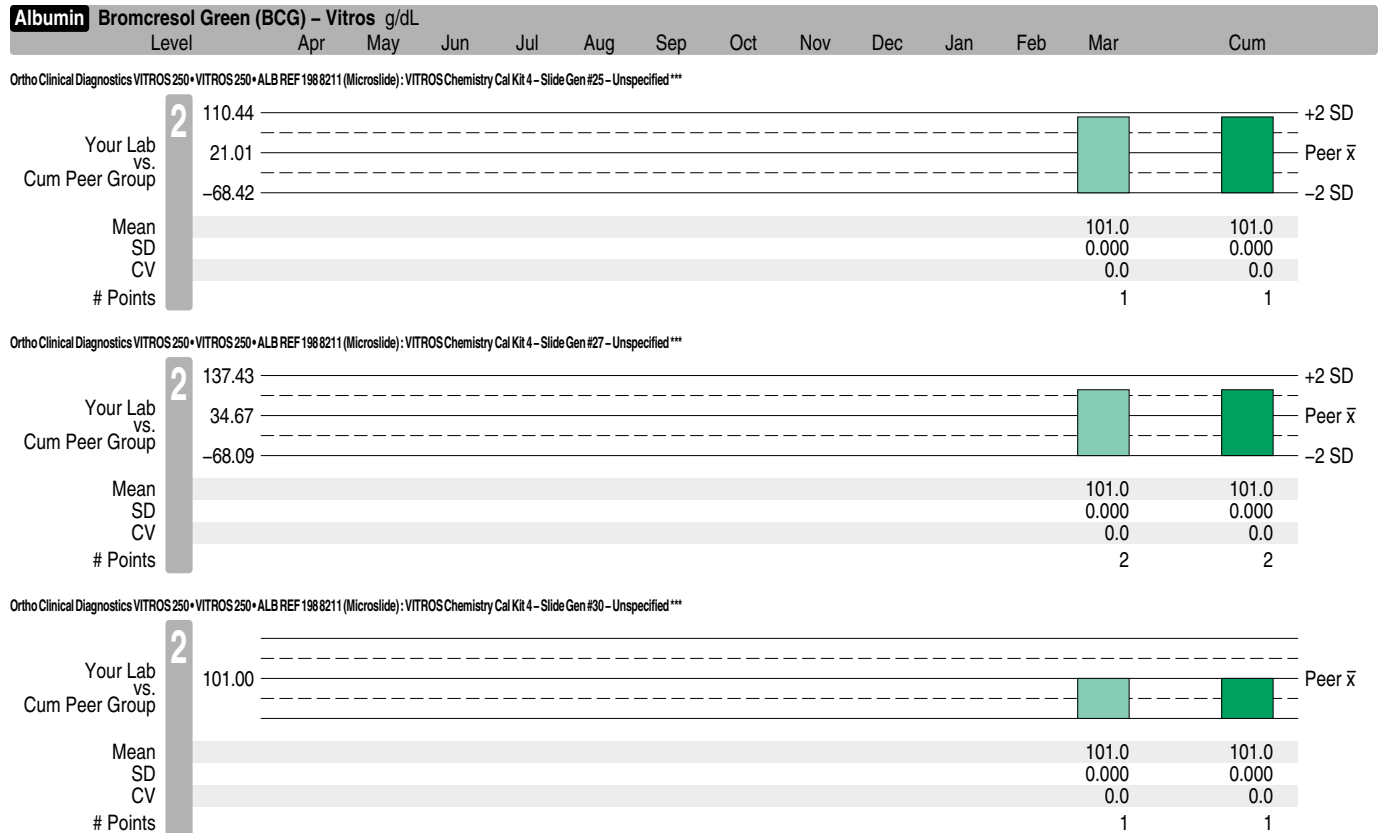 Albumin Bromcresol Green (BCG) – Vitros g/dL
Level Apr May Jun Jul Aug Sep Oct Nov Dec Jan Feb Mar Cum
Ortho Clinical Diagnostics VITROS 250 • VITROS 250 • ALB REF 198 8211 (Microslide) : VITROS Chemistry Cal Kit 4 – Slide Gen #25 – Unspecified ***
2 110.44 +2 SD
Your Lab
vs. 21.01 Peer x̅
Cum Peer Group
–68.42 –2 SD
Mean 101.0 101.0
SD 0.000 0.000
CV 0.0 0.0
# Points 1 1
Ortho Clinical Diagnostics VITROS 250 • VITROS 250 • ALB REF 198 8211 (Microslide) : VITROS Chemistry Cal Kit 4 – Slide Gen #27 – Unspecified ***
2 137.43 +2 SD
Your Lab
vs. 34.67 Peer x̅
Cum Peer Group
–68.09 –2 SD
Mean 101.0 101.0
SD 0.000 0.000
CV 0.0 0.0
# Points 2 2
Ortho Clinical Diagnostics VITROS 250 • VITROS 250 • ALB REF 198 8211 (Microslide) : VITROS Chemistry Cal Kit 4 – Slide Gen #30 – Unspecified ***
2
Your Lab
vs. 101.00 Peer x̅
Cum Peer Group
Mean 101.0 101.0
SD 0.000 0.000
CV 0.0 0.0
# Points 1 1